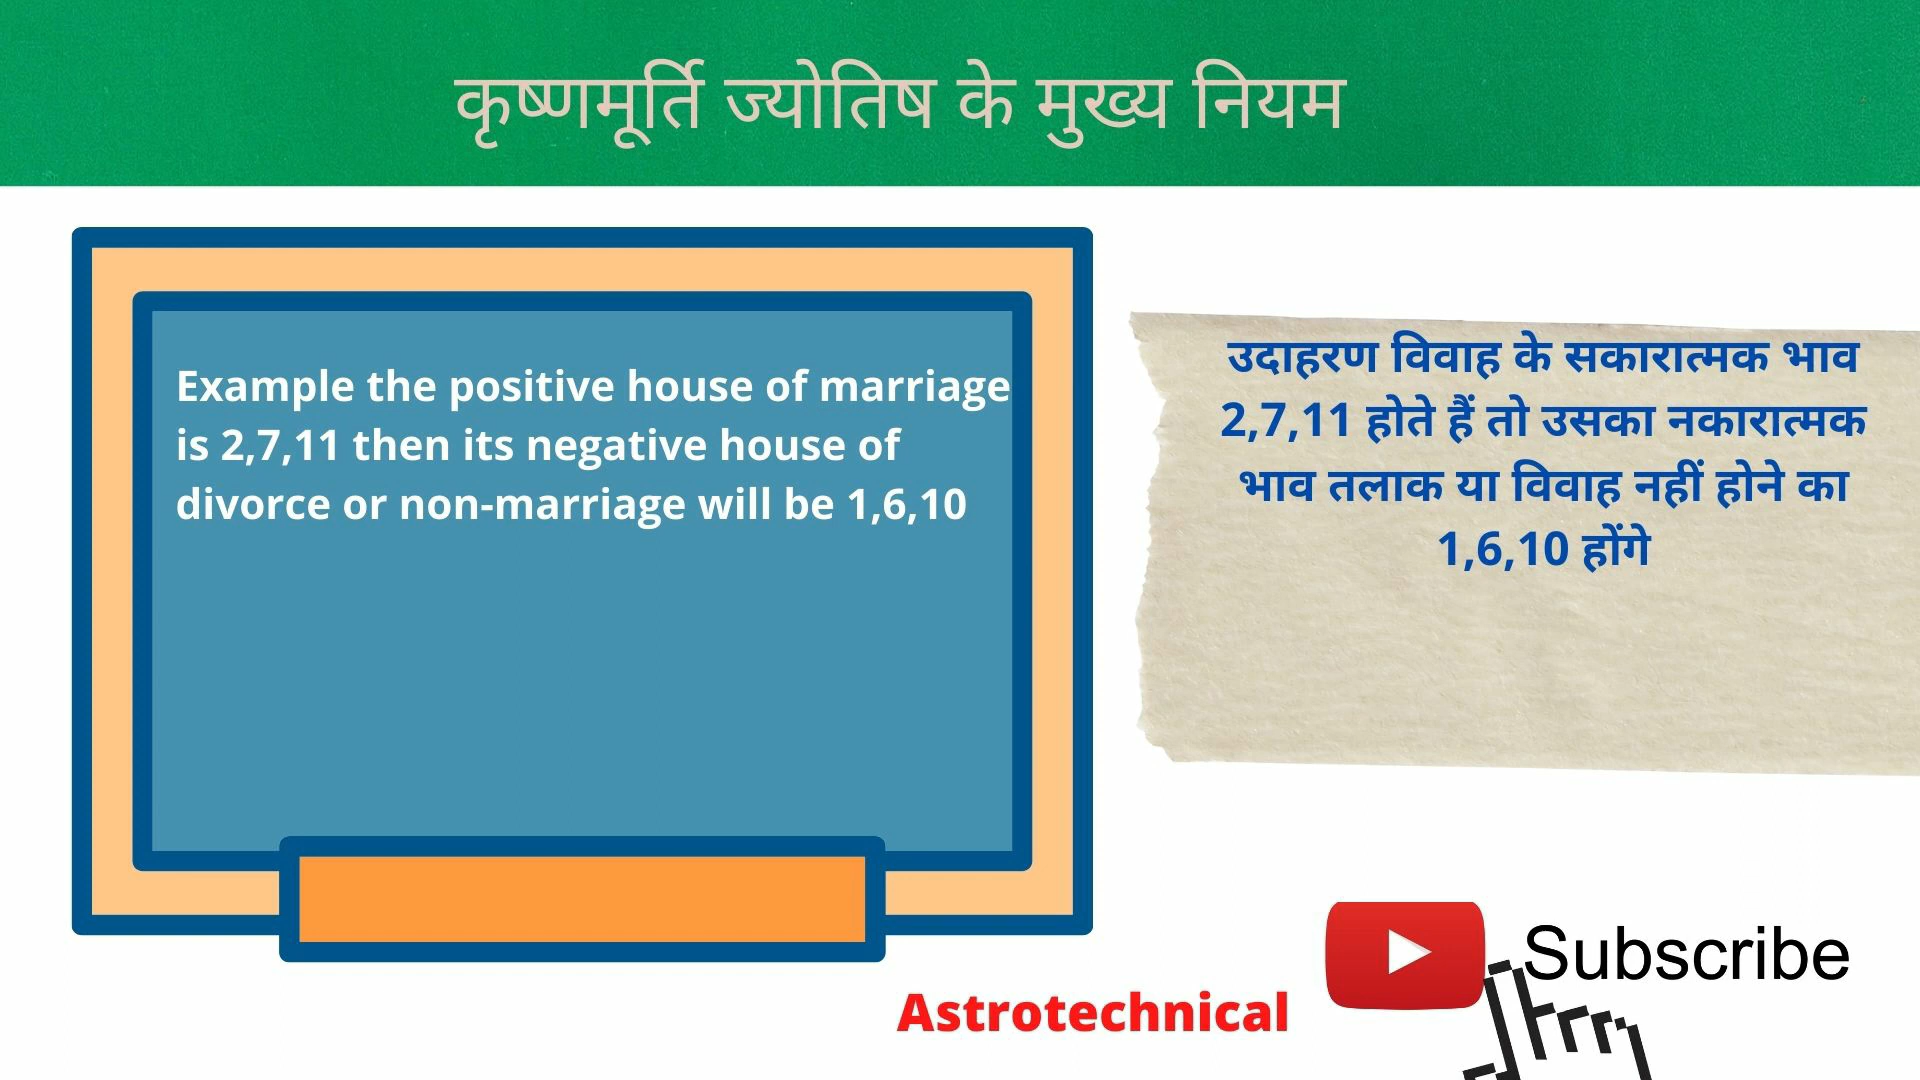 कृष्णमूर्ति ज्योतिष के मुख्य नियम
Example the positive house of marriage
is 2,7,11 then its negative house of
divorce or non-marriage will be 1,6,10
उदाहरण विवाह के सकारात्मक भाव
2,7,11 होते हैं तो उसका नकारात्मक
भाव तलाक या विवाह नहीं होने का
1,6,10 होंगे
Subscribe
Astrotechnical